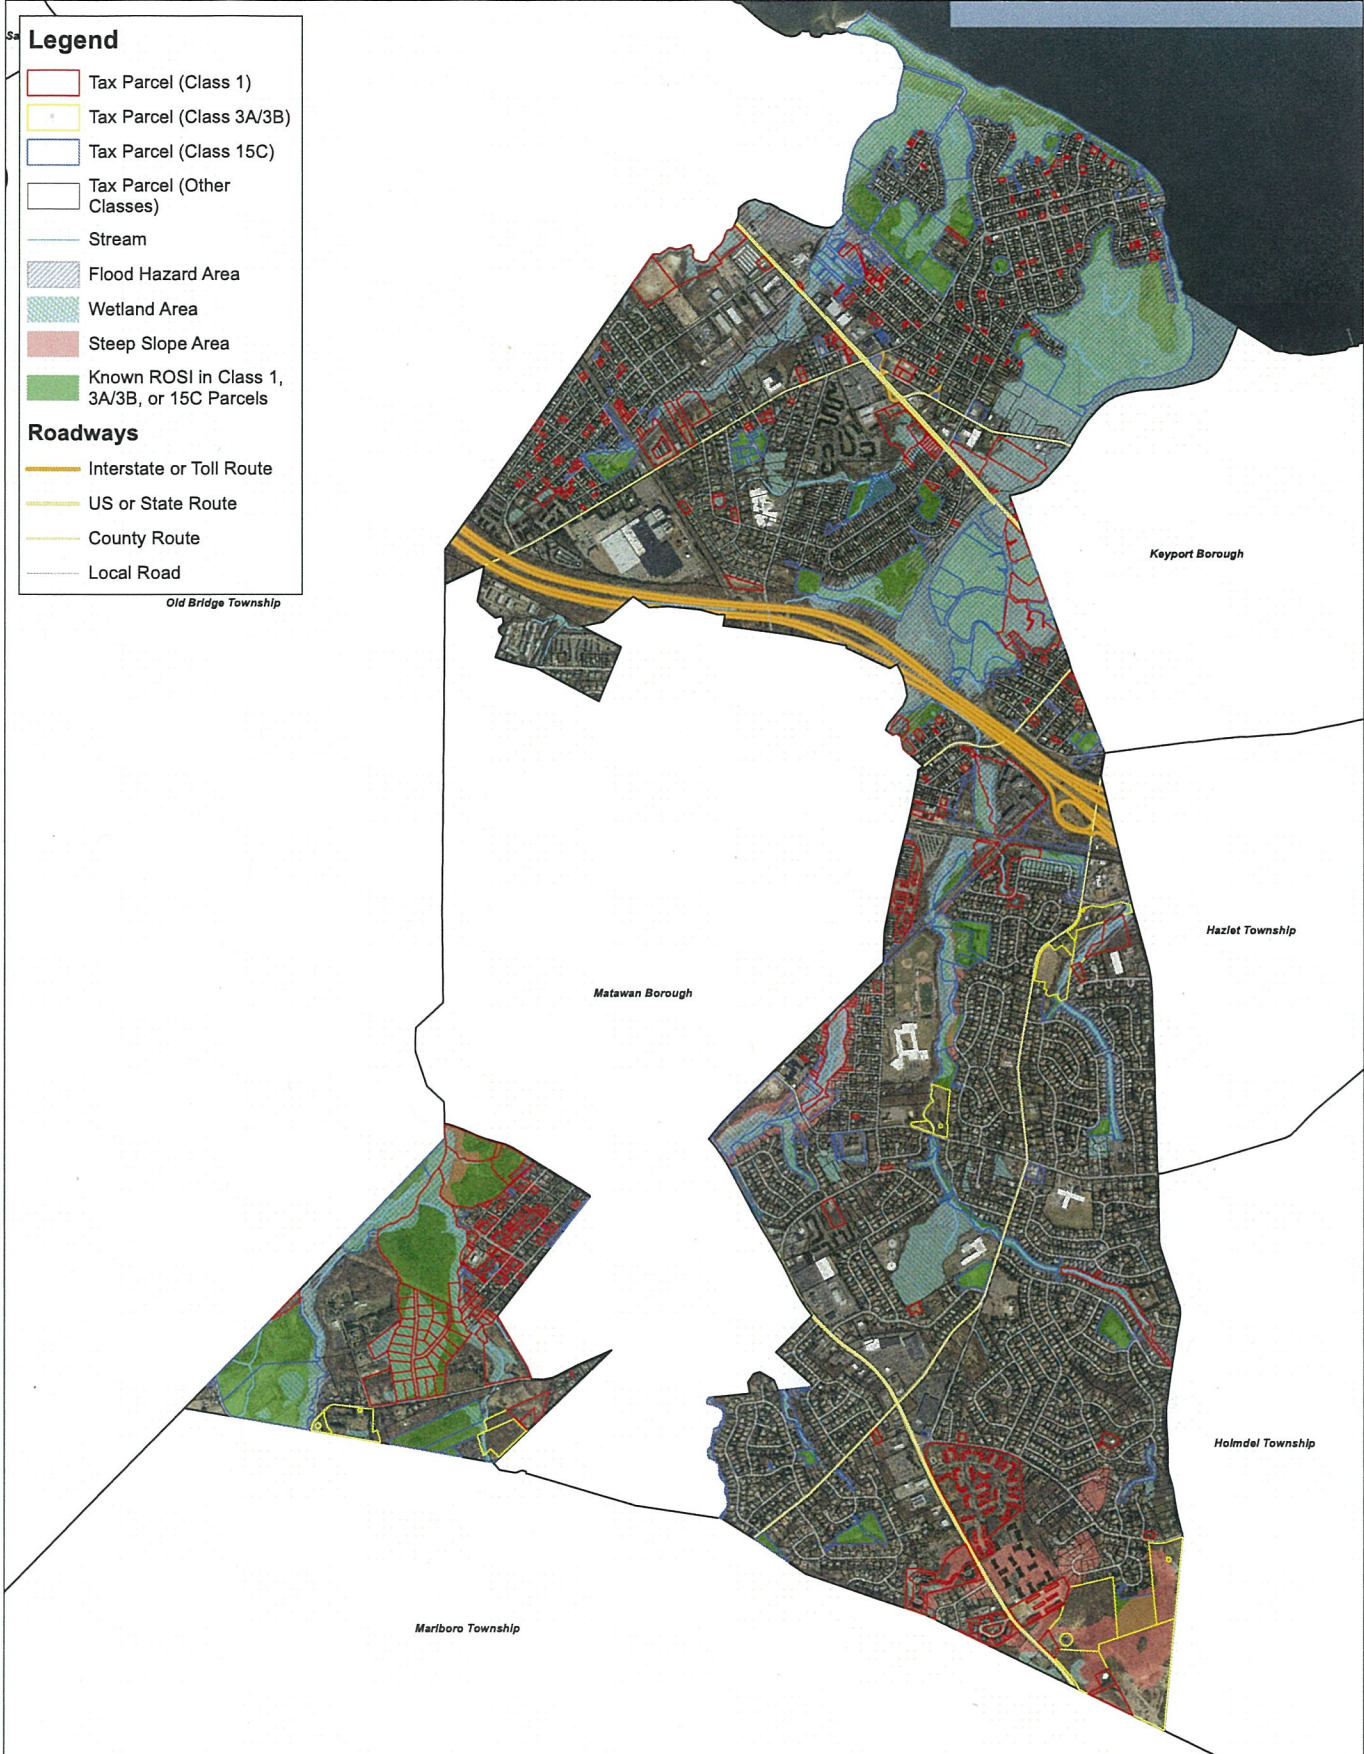 Sa
Legend
Tax Parcel (Class 1)
Tax Parcel (Class 3A/3B)
Tax Parcel (Class 15C)
Tax Parcel (Other
Classes)
Stream
Flood Hazard Area
Wetland Area
Steep Slope Area
Known ROSI in Class 1,
3A/3B, or 15C Parcels
Roadways
Interstate or Toll Route
US or State Route
County Route
Local Road
Keyport Borough
Old Bridge Township
Hazlet Township
Matawan Borough
Holmdel Township
Marlboro Township